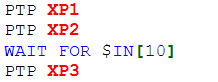 PTP XP1
PTP XP2
WAIT FOR $IN[10]
PTP XP3